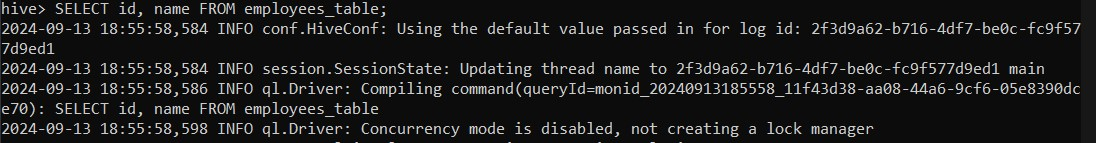 hive> SELECT id, name FROM employees_table;
2024-09-13 18:55:58,584 INFO conf.HiveConf: Using the default value passed in for log id: 2f3d9a62-b716-4df7-be0c-fc9f57
7d9ed1
2024-09-13 18:55:58,584 INFO session.SessionState: Updating thread name to 2f3d9a62-b716-4df7-be0c-fc9f577d9ed1 main
2024-09-13 18:55:58,586 INFO ql.Driver: Compiling command(queryId=monid_20240913185558_11f43d38-aa08-44a6-9cf6-05e8390dc
e70): SELECT id, name FROM employees_table
2024-09-13 18:55:58,598 INFO ql.Driver: Concurrency mode is disabled, not creating a lock manager